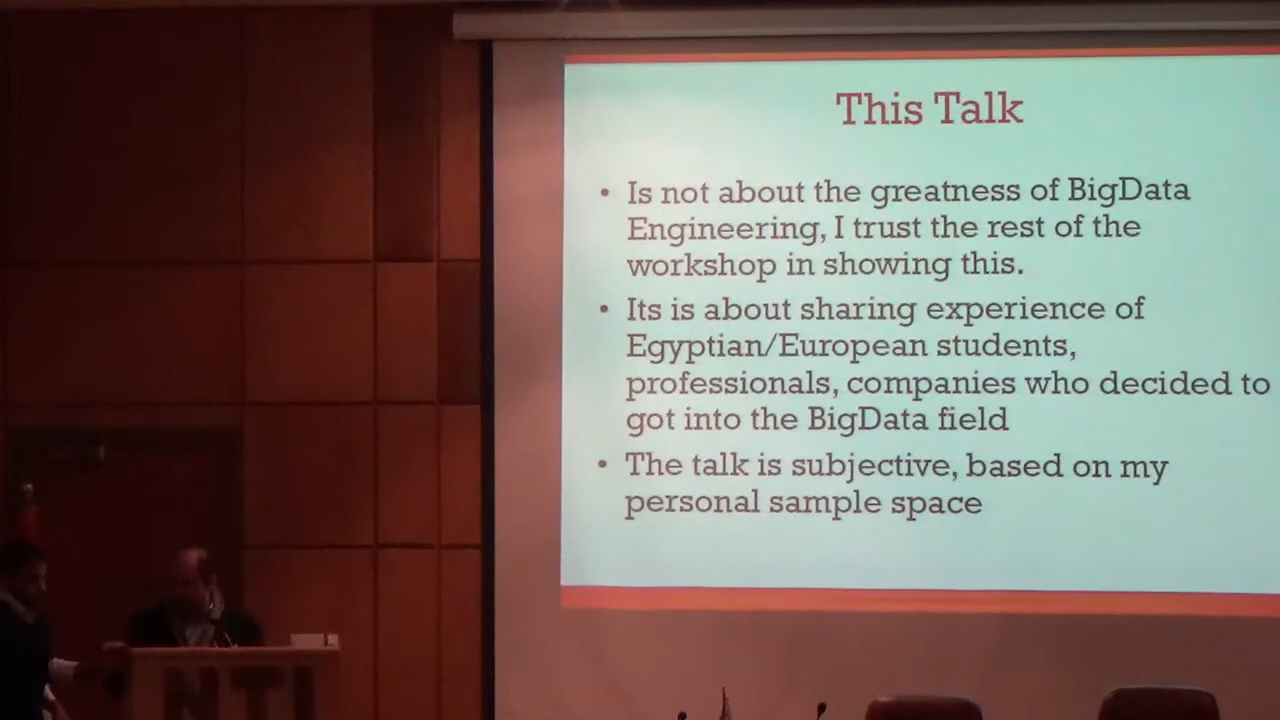 This Talk
• Is not about the greatness of BigData
Engineering, I trust the rest of the
workshop in showing this.
• Its is about sharing experience of
Egyptian/European students,
professionals, companies who decided to
got into the BigData field
• The talk is subjective, based on my
personal sample space